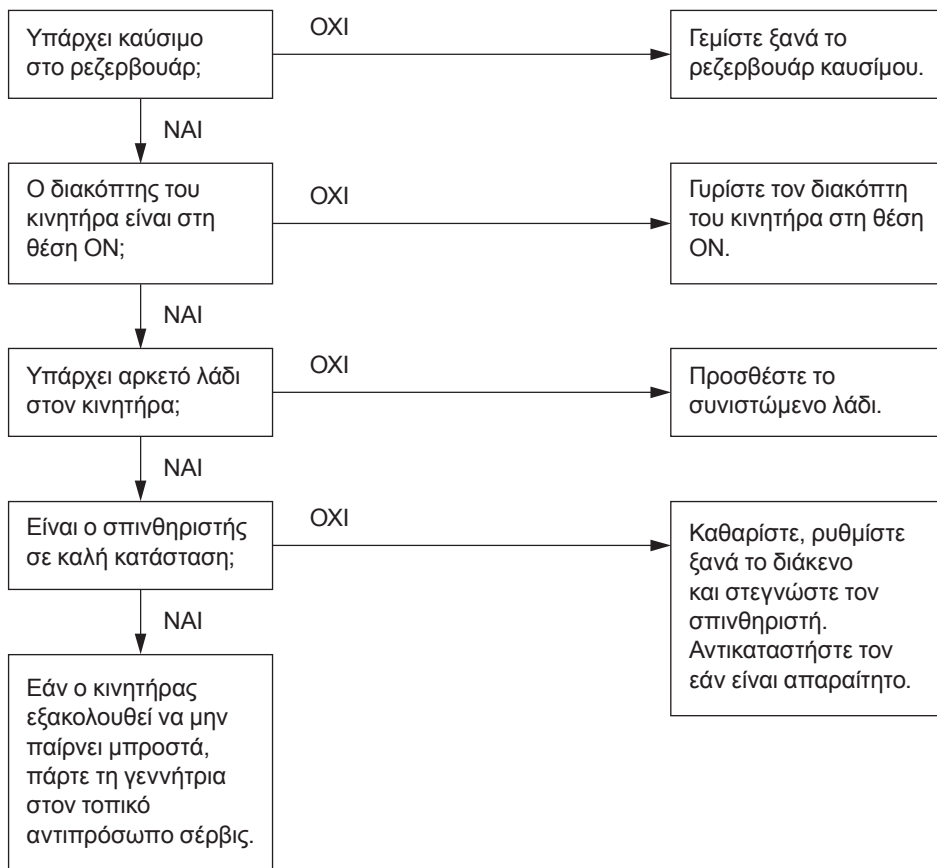 Υπάρχει καύσιμο
στο ρεζερβουάρ;
ΟΧΙ
Γεμίστε ξανά το
ρεζερβουάρ καυσίμου.
ΝΑΙ
Ο διακόπτης του
κινητήρα είναι στη
θέση ON;
ΟΧΙ
Γυρίστε τον διακόπτη
του κινητήρα στη θέση
ON.
ΝΑΙ
Υπάρχει αρκετό λάδι
στον κινητήρα;
ΟΧΙ
Προσθέστε το
συνιστώμενο λάδι.
ΝΑΙ
Είναι ο σπινθηριστής
σε καλή κατάσταση;
ΟΧΙ
Καθαρίστε, ρυθμίστε
ξανά το διάκενο
και στεγνώστε τον
σπινθηριστή.
Αντικαταστήστε τον
εάν είναι απαραίτητο.
ΝΑΙ
Εάν ο κινητήρας
εξακολουθεί να μην
παίρνει μπροστά,
πάρτε τη γεννήτρια
στον τοπικό
αντιπρόσωπο σέρβις.